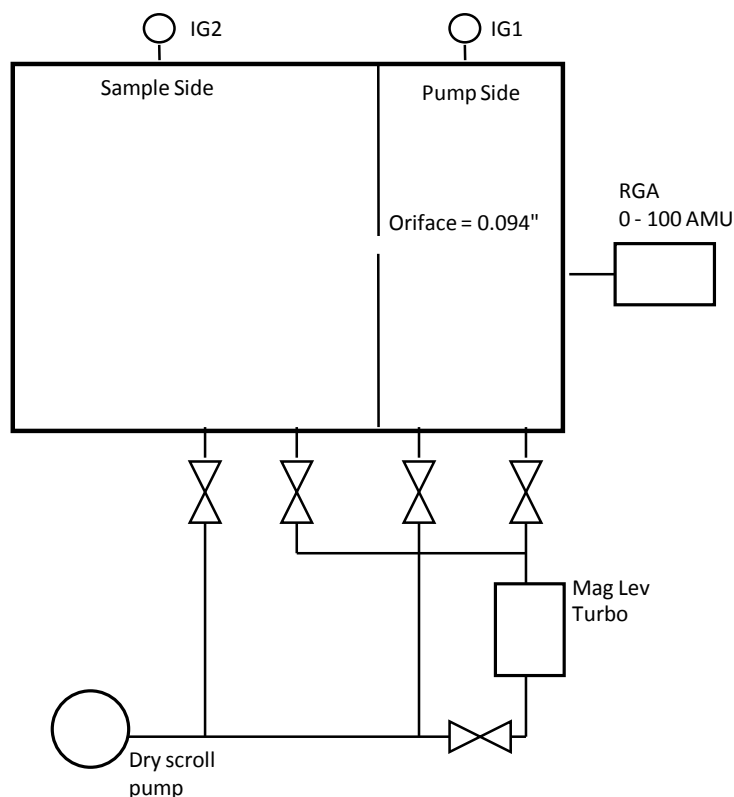 IG2
IG1
Sample Side
Pump Side
Oriface = 0.094"
RGA
0 - 100 AMU
Mag Lev
Turbo
Dry scroll
pump